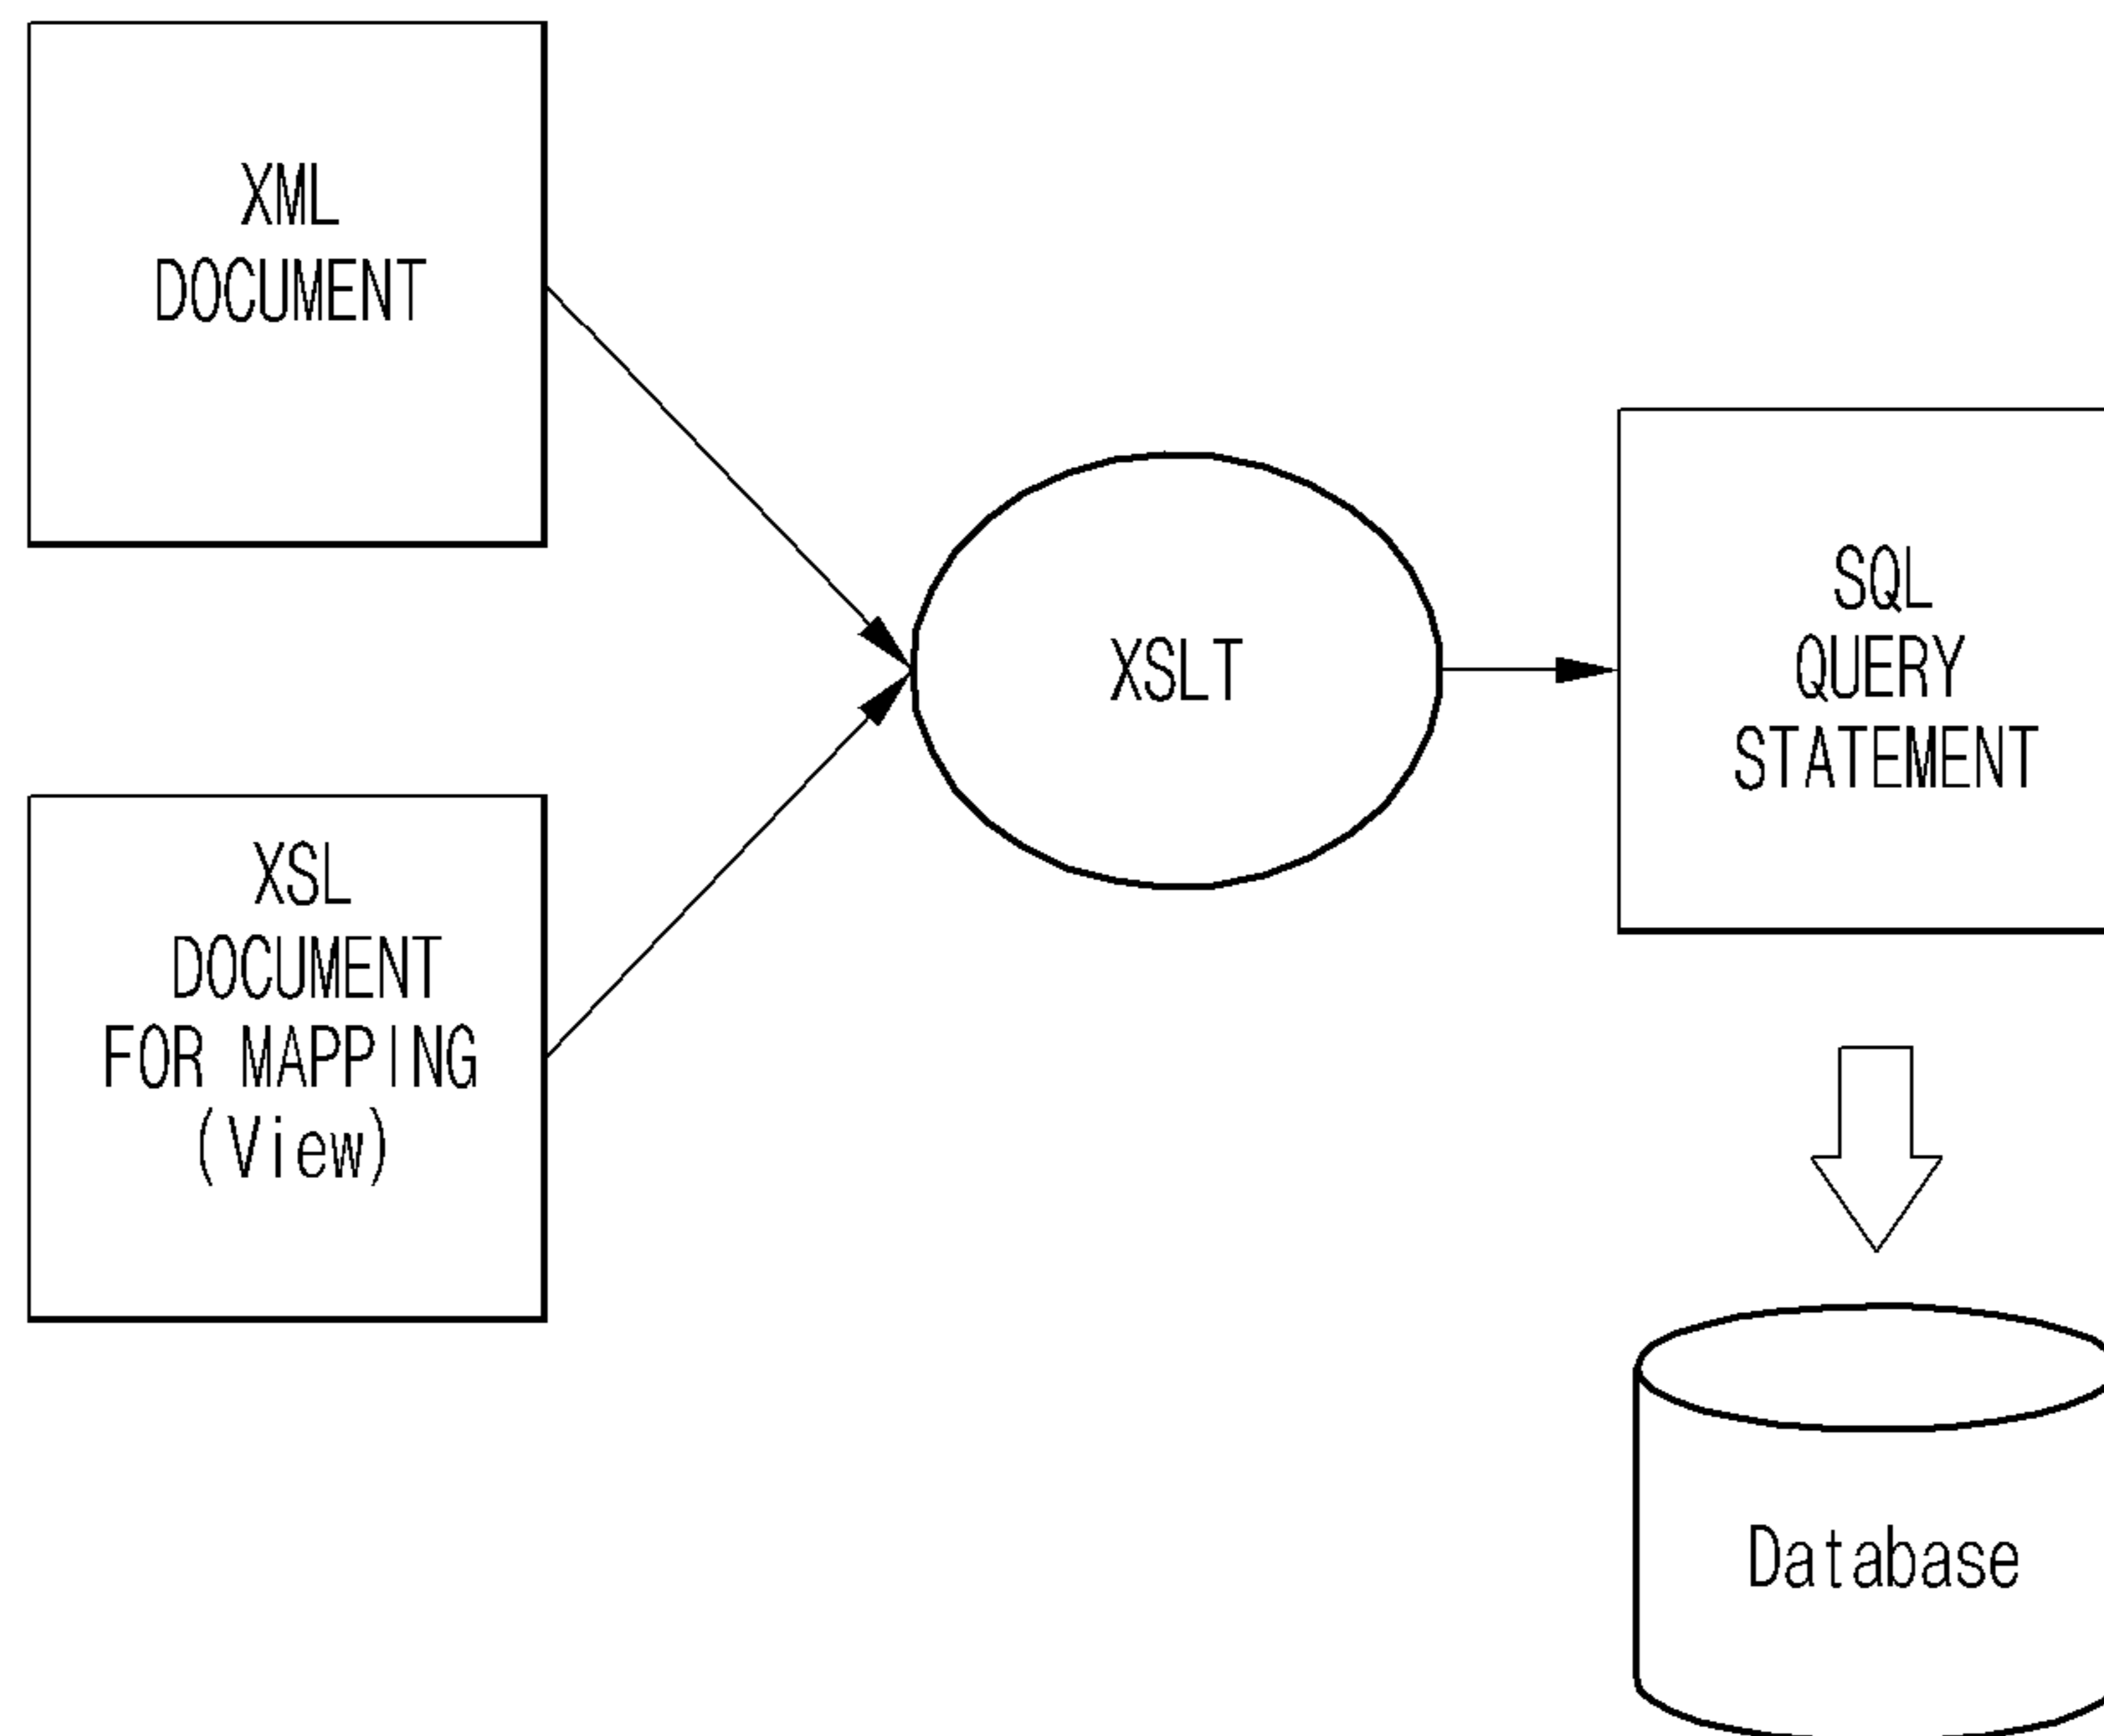 XML
DOCUMENT
XSL
DOCUMENT
FOR MAPPING
(View)
XSLT
SQL
QUERY
STATEMENT
Database